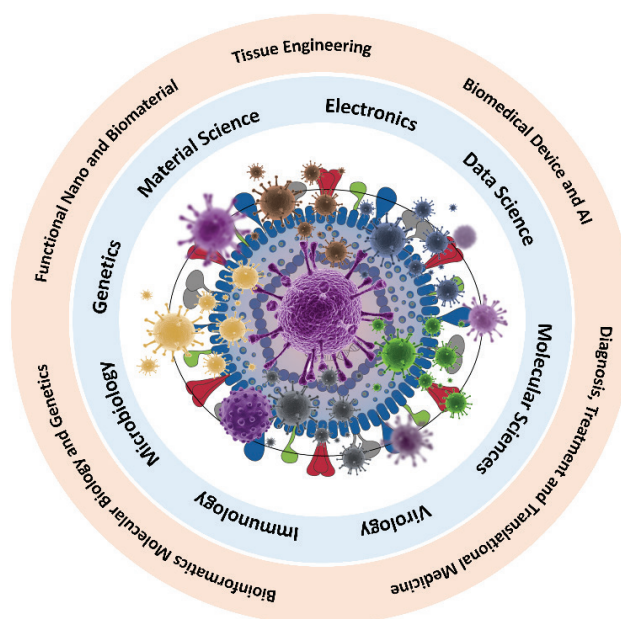 Tissue Engineering
Biomedical Device and AI
Diagnosis, Treatment and Translational Medicine
Bioinformatics Molecular Biology and Genetics
Functional Nano and Biomaterial
Electronics
Data Science
Molecular Sciences
Virology
Immunology
Microbiology
Genetics
Material Science